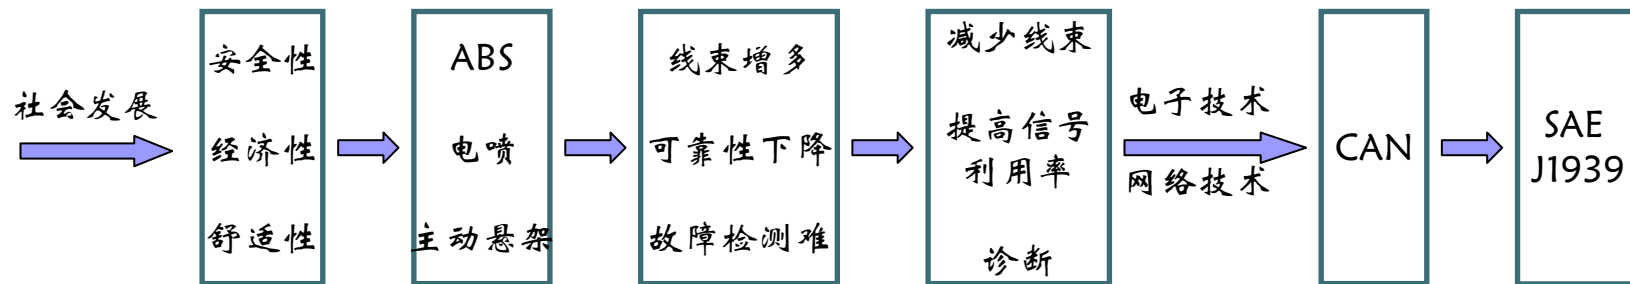 社会发展
安全性
经济性
舒适性
ABS
电喷
主动悬架
线束增多
可靠性下降
故障检测难
减少线束
提高信号
利用率
诊断
电子技术
网络技术
CAN
SAE
J1939